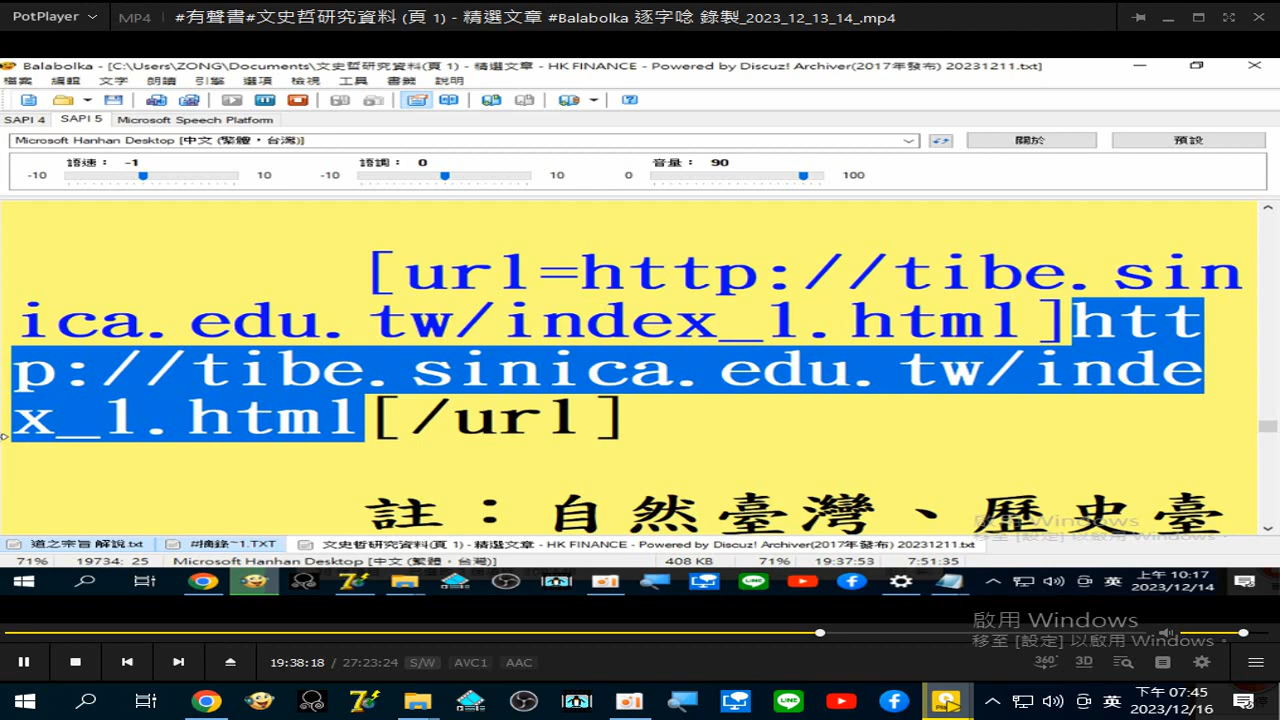 PotPlayer MP4 #有聲書#文史哲研究資料 (頁 1) - 精選文章 #Balabolka 逐字唸 錄製_2023_12_13_14_.mp4
Balabolka - [C:\Users\ZONG\Documents\文史哲研究資料(頁 1) - 精選文章 - HK FINANCE - Powered by Discuz! Archiver(2017年發布) 20231211.txt]
檔案 編輯 文字 朗讀 引擎 選項 檢視 工具 書籤 說明
SAPI 4 SAPI 5 Microsoft Speech Platform
Microsoft Hanhan Desktop [中文 (繁體，台灣)] 關於 預設
語速： -1 語調： 0 音量： 90
-10 10 -10 10 0 100
[url=http://tibe.sin
ica.edu.tw/index_1.html]htt
p://tibe.sinica.edu.tw/inde
x_1.html[/url]
註：自然臺灣、歷史臺
啟用 Windows
移至 [設定] 以啟用 Windows。
道之宗旨 解說.txt #摘錄~1.TXT 文史哲研究資料(頁 1) - 精選文章 - HK FINANCE - Powered by Discuz! Archiver(2017年發布) 20231211.txt
71% 19734: 25 Microsoft Hanhan Desktop [中文 (繁體，台灣)] 408 KB 71% 19:37:53 7:51:35
英 上午 10:17
2023/12/14
啟用 Windows
移至 [設定] 以啟用 Windows。
19:38:18 / 27:23:24 S/W AVC1 AAC 360° 3D
英 下午 07:45
2023/12/16